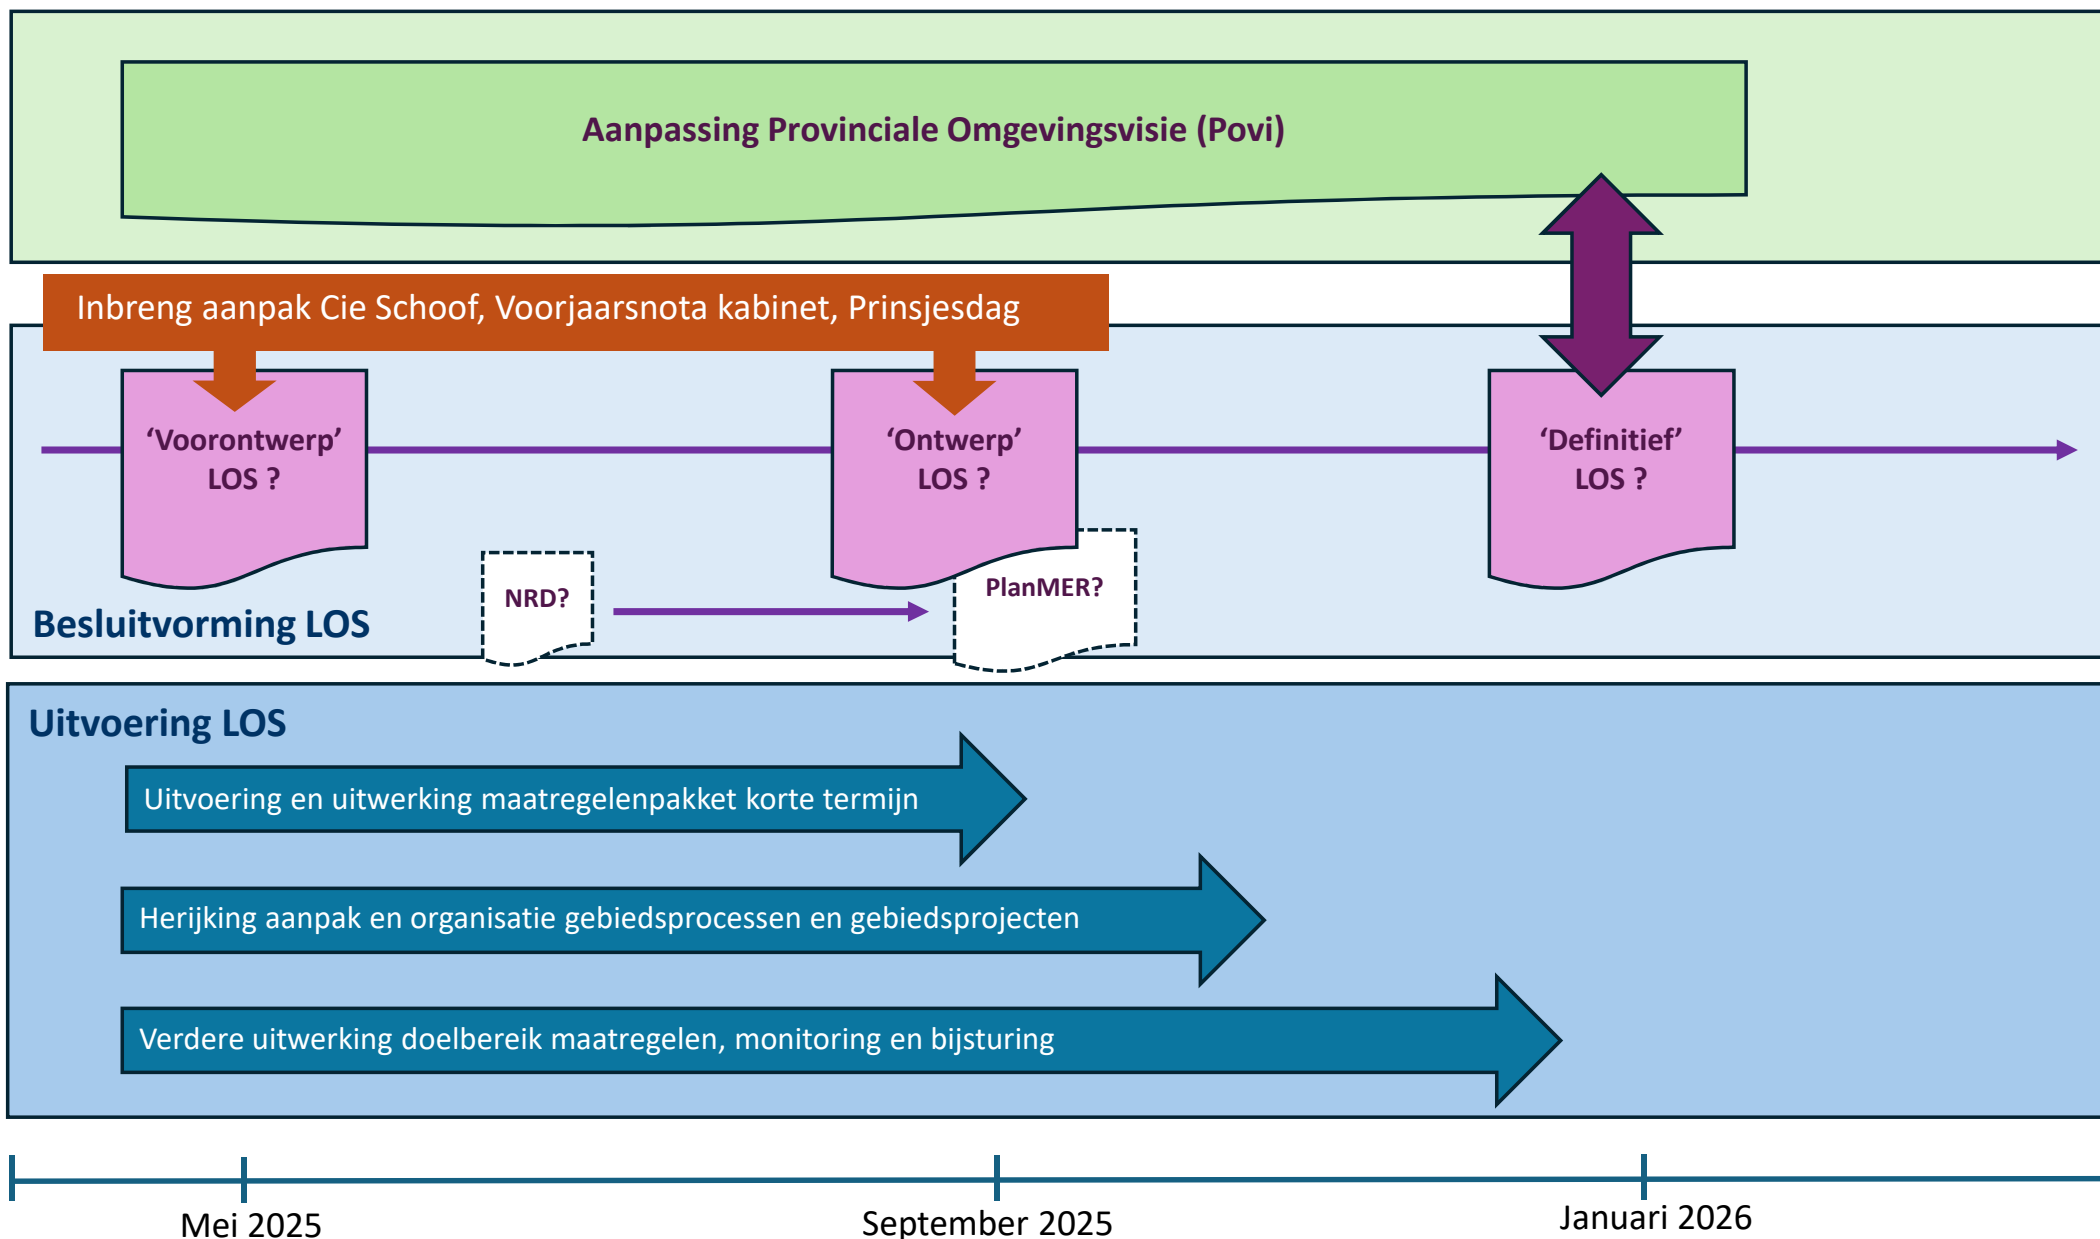 Aanpassing Provinciale Omgevingsvisie (Povi)
Inbreng aanpak Cie Schoof, Voorjaarsnota kabinet, Prinsjesdag
‘Voorontwerp’
LOS ?
‘Ontwerp’
LOS ?
‘Definitief’
LOS ?
NRD?
PlanMER?
Besluitvorming LOS
Uitvoering LOS
Uitvoering en uitwerking maatregelenpakket korte termijn
Herijking aanpak en organisatie gebiedsprocessen en gebiedsprojecten
Verdere uitwerking doelbereik maatregelen, monitoring en bijsturing
Mei 2025
September 2025
Januari 2026